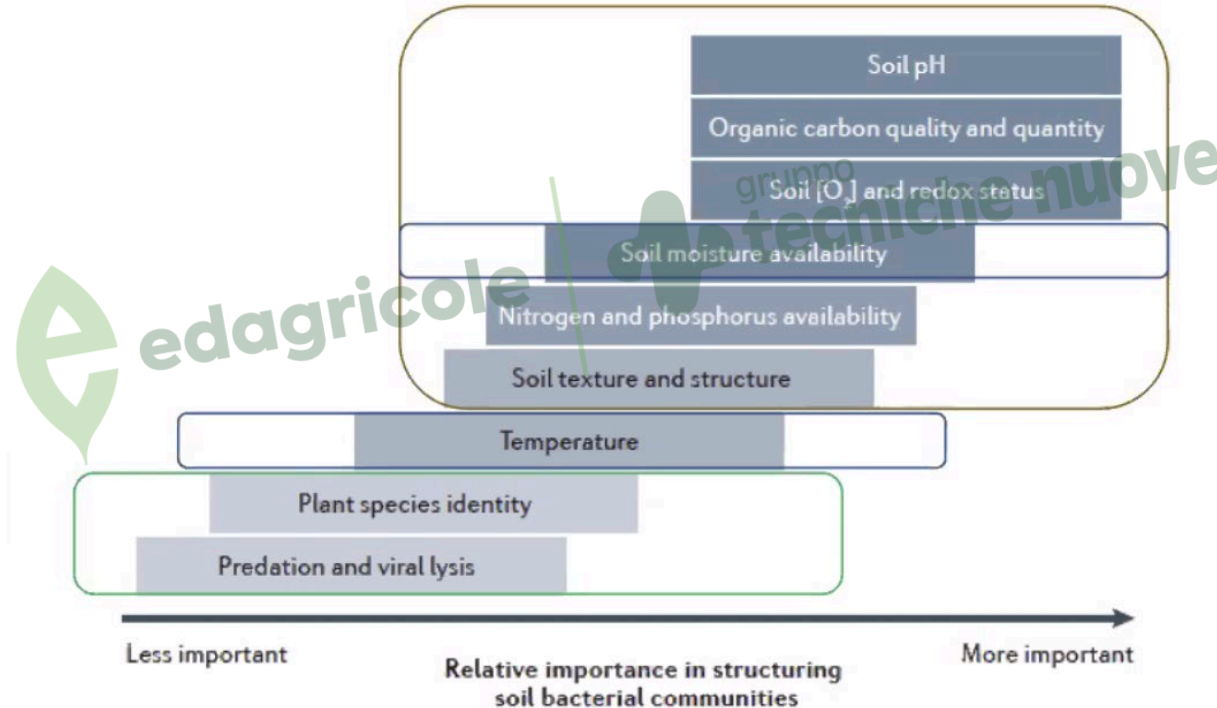 Soil pH
Organic carbon quality and quantity
Soil [O₂] and redox status
Soil moisture availability
Nitrogen and phosphorus availability
Soil texture and structure
Temperature
Plant species identity
Predation and viral lysis
Less important
More important
Relative importance in structuring
soil bacterial communities
edagricole
gruppo
tecniche nuove